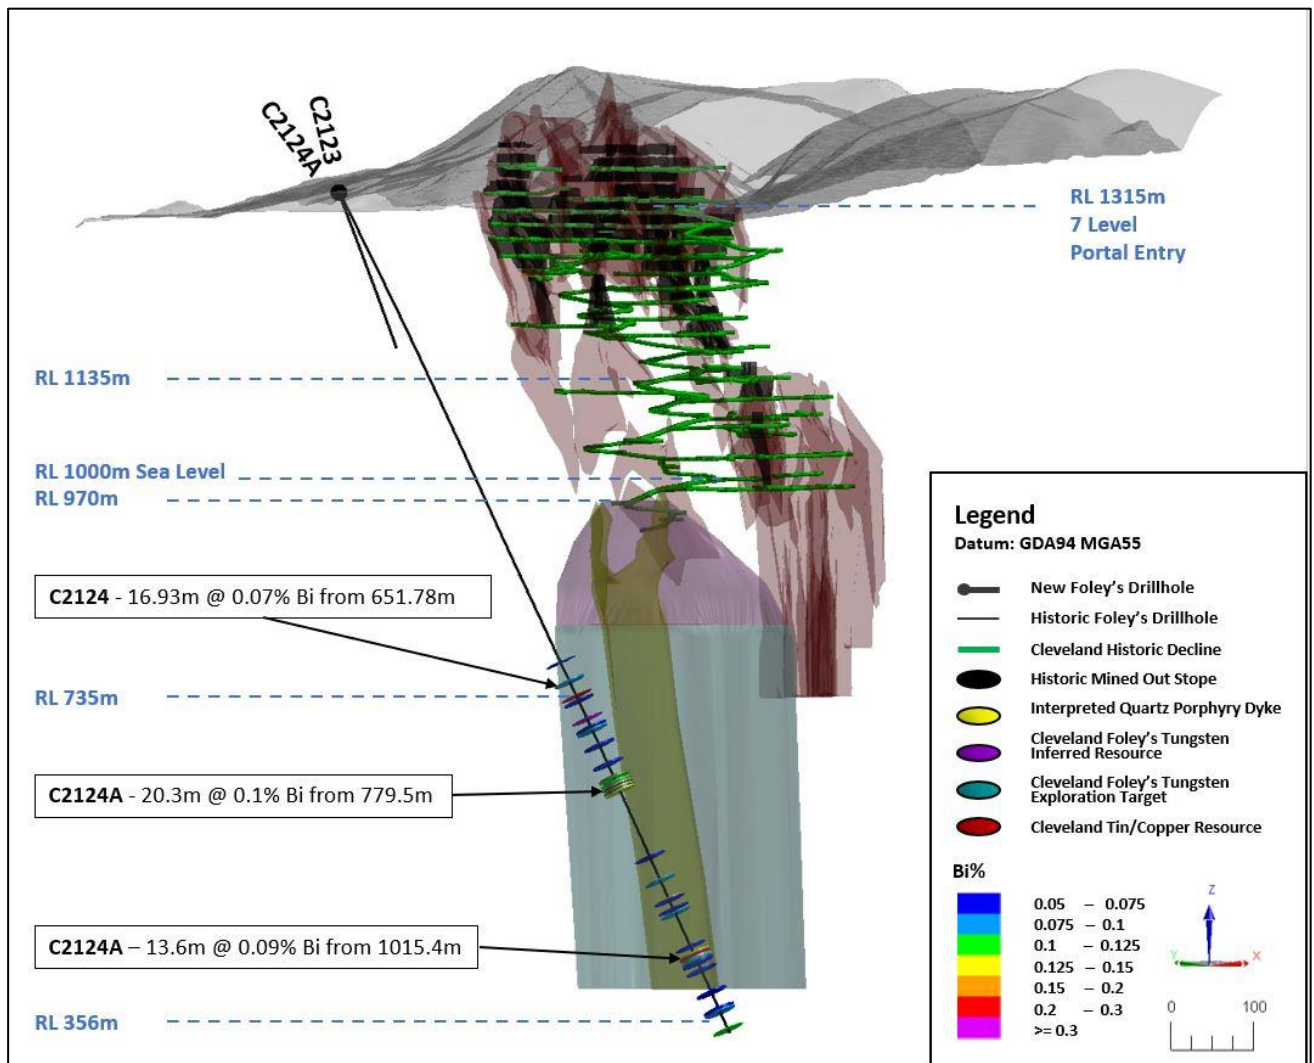 C2123
C2124A
RL 1315m
7 Level
Portal Entry
RL 1135m
RL 1000m Sea Level
RL 970m
C2124 - 16.93m @ 0.07% Bi from 651.78m
RL 735m
C2124A - 20.3m @ 0.1% Bi from 779.5m
C2124A – 13.6m @ 0.09% Bi from 1015.4m
RL 356m
Legend
Datum: GDA94 MGA55
New Foley's Drillhole
Historic Foley's Drillhole
Cleveland Historic Decline
Historic Mined Out Stope
Interpreted Quartz Porphyry Dyke
Cleveland Foley's Tungsten
Inferred Resource
Cleveland Foley's Tungsten
Exploration Target
Cleveland Tin/Copper Resource
Bi%
0.05 – 0.075
0.075 – 0.1
0.1 – 0.125
0.125 – 0.15
0.15 – 0.2
0.2 – 0.3
>= 0.3
Z
Y X
0 100